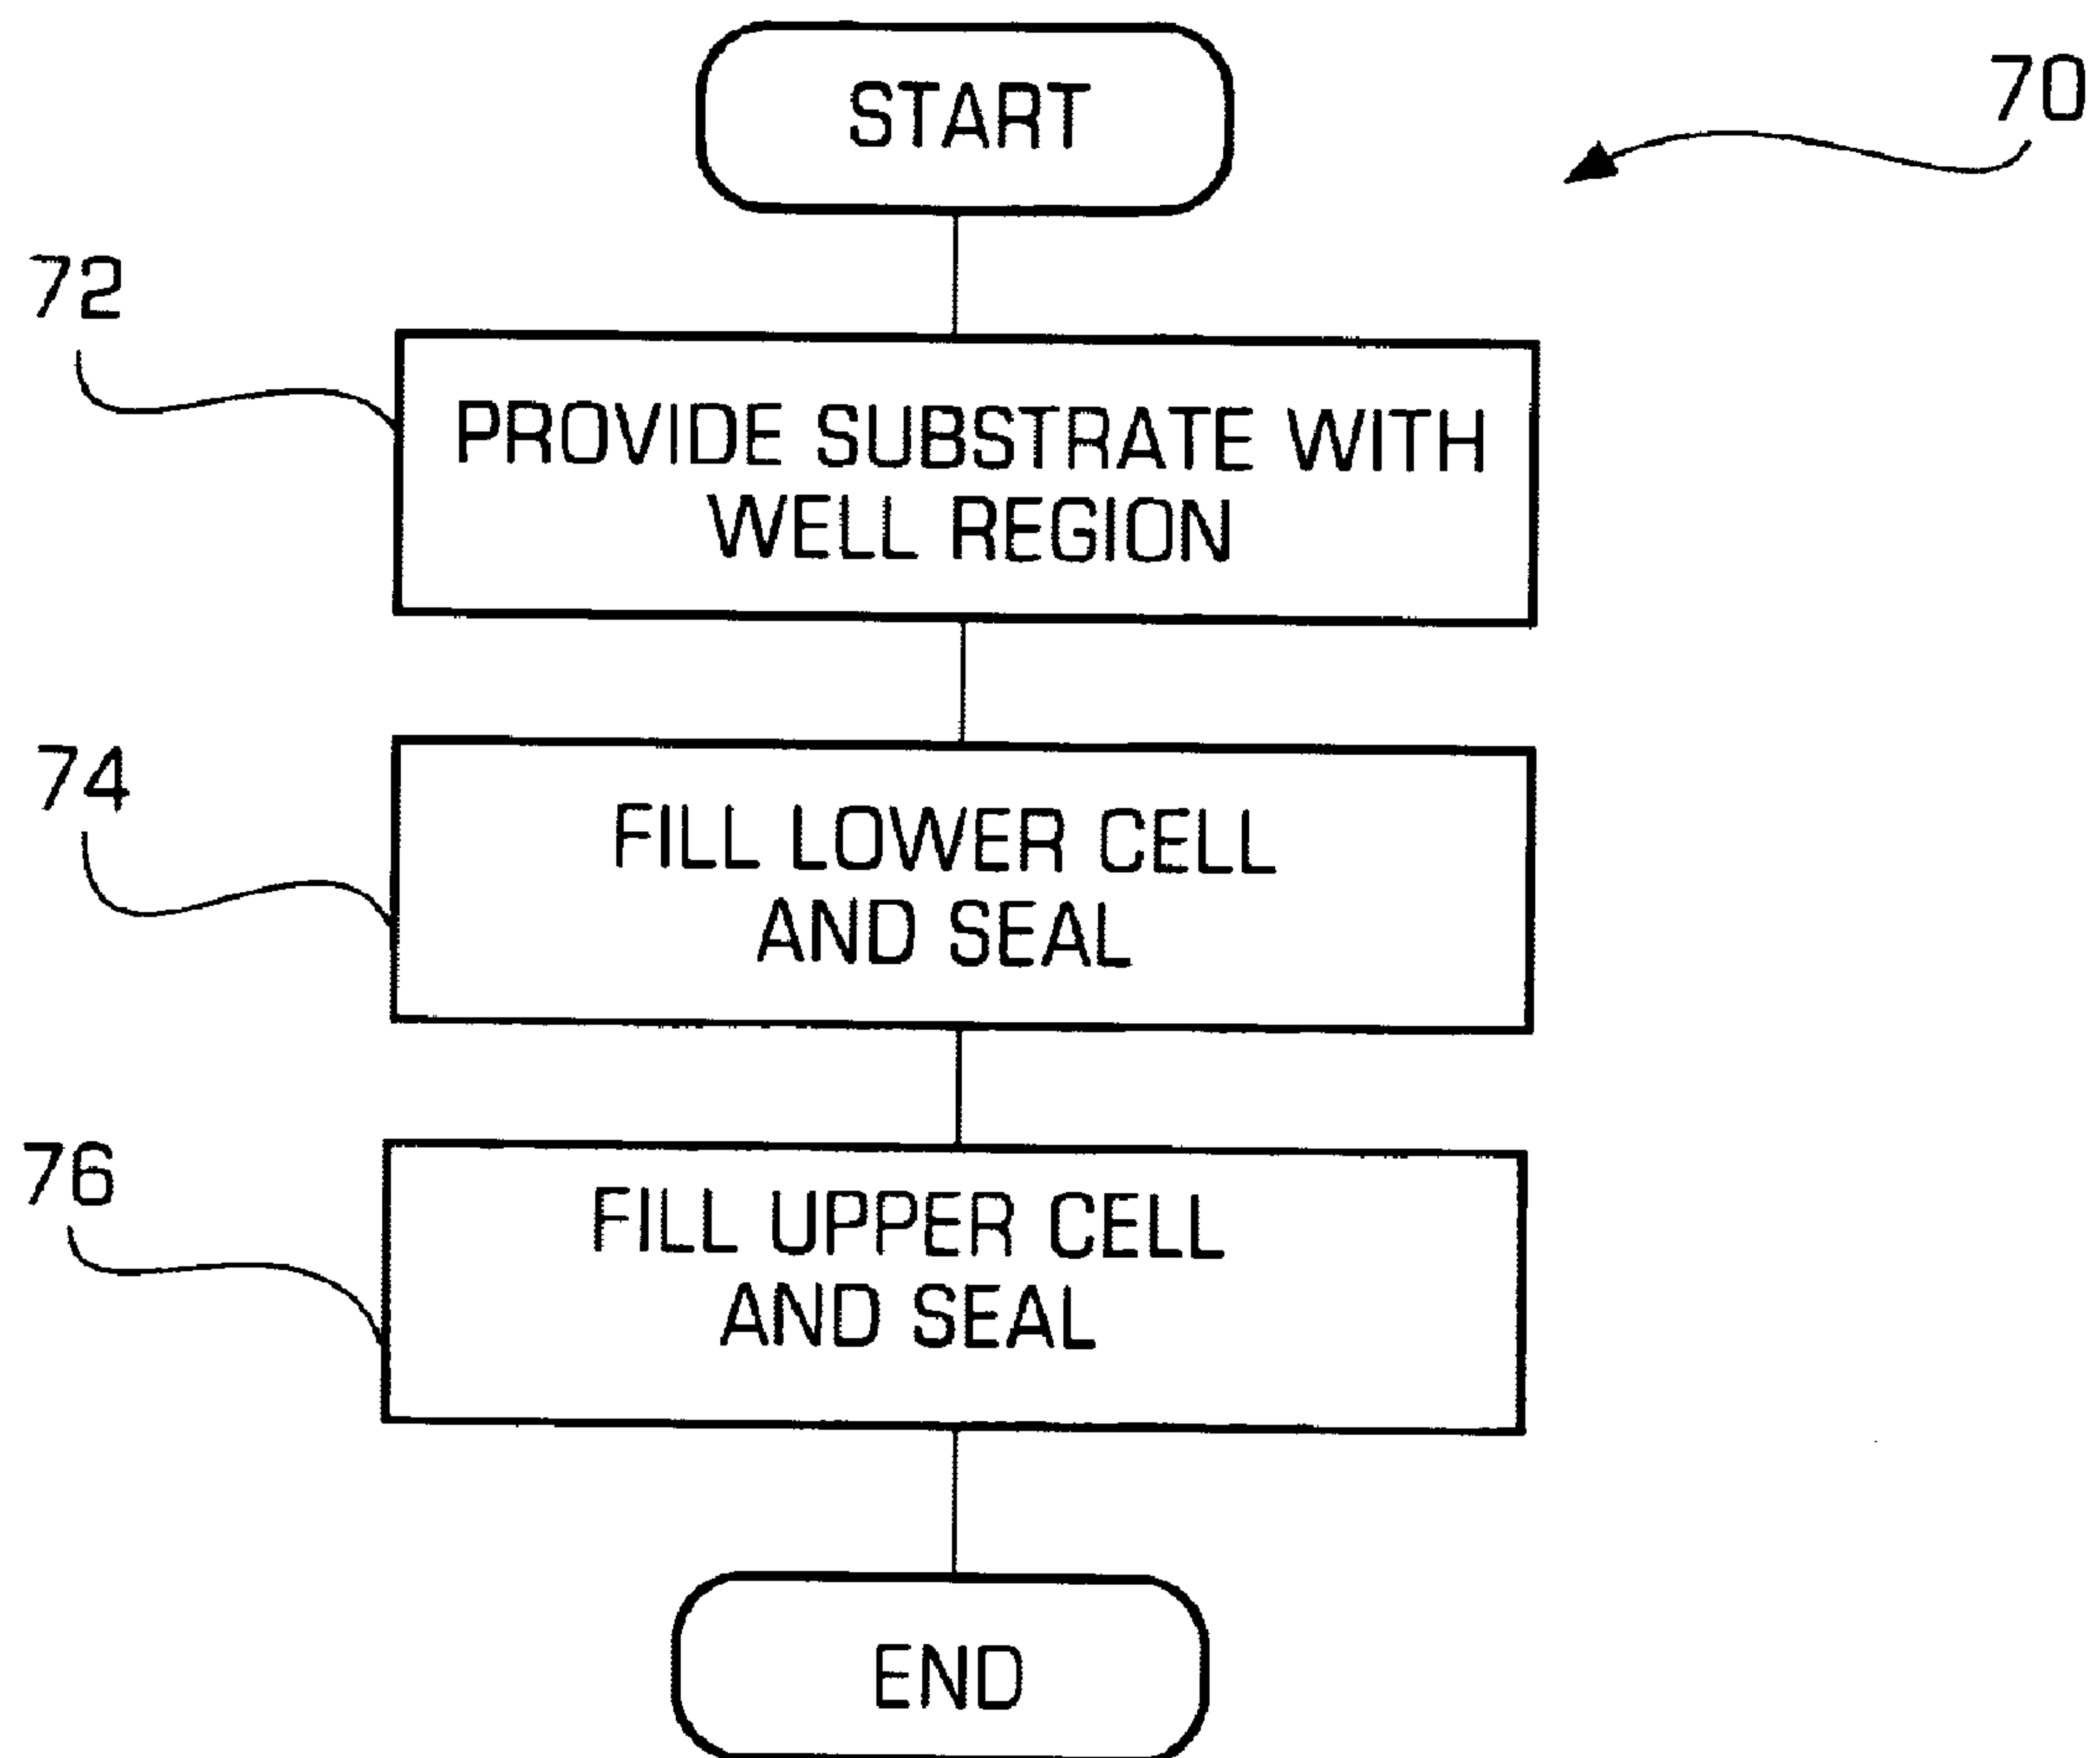 START
70
72
PROVIDE SUBSTRATE WITH
WELL REGION
74
FILL LOWER CELL
AND SEAL
76
FILL UPPER CELL
AND SEAL
END